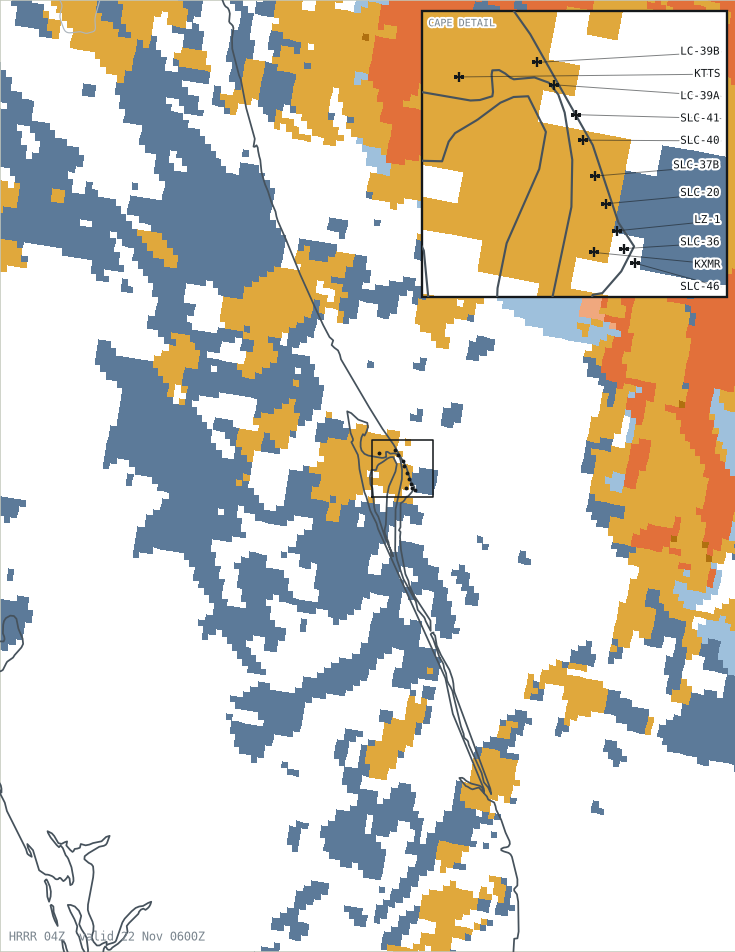 CAPE DETAIL
LC-39B
KTTS
LC-39A
SLC-41
SLC-40
SLC-37B
SLC-20
LZ-1
SLC-36
KXMR
SLC-46
HRRR 04Z valid 22 Nov 0600Z